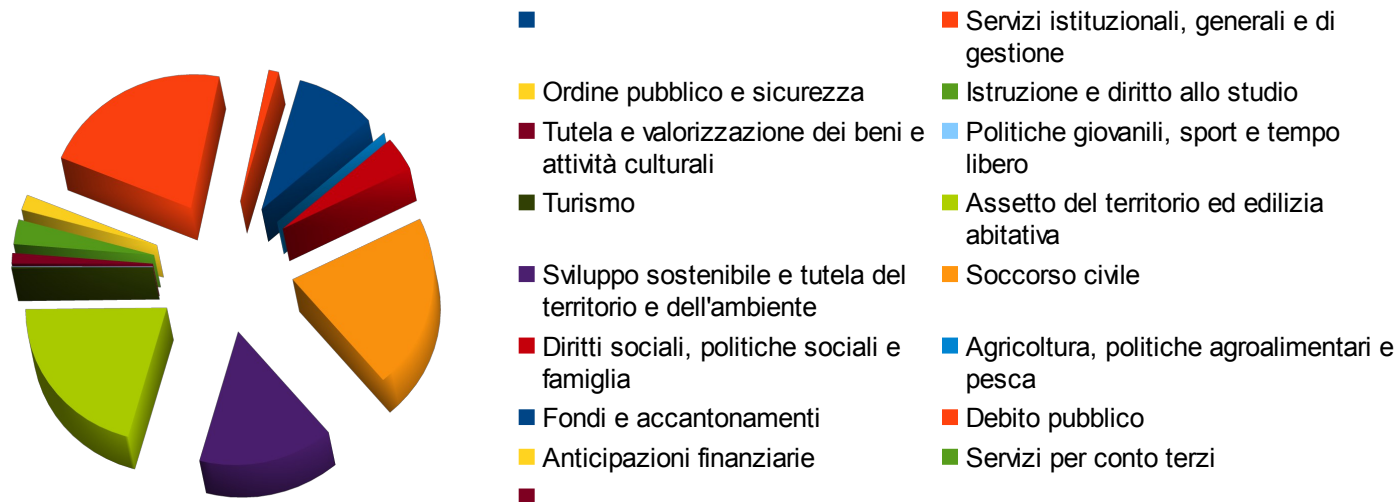 Servizi istituzionali, generali e di
gestione
Ordine pubblico e sicurezza
Istruzione e diritto allo studio
Tutela e valorizzazione dei beni e
attività culturali
Politiche giovanili, sport e tempo
libero
Turismo
Assetto del territorio ed edilizia
abitativa
Sviluppo sostenibile e tutela del
territorio e dell'ambiente
Soccorso civile
Diritti sociali, politiche sociali e
famiglia
Agricoltura, politiche agroalimentari e
pesca
Fondi e accantonamenti
Debito pubblico
Anticipazioni finanziarie
Servizi per conto terzi